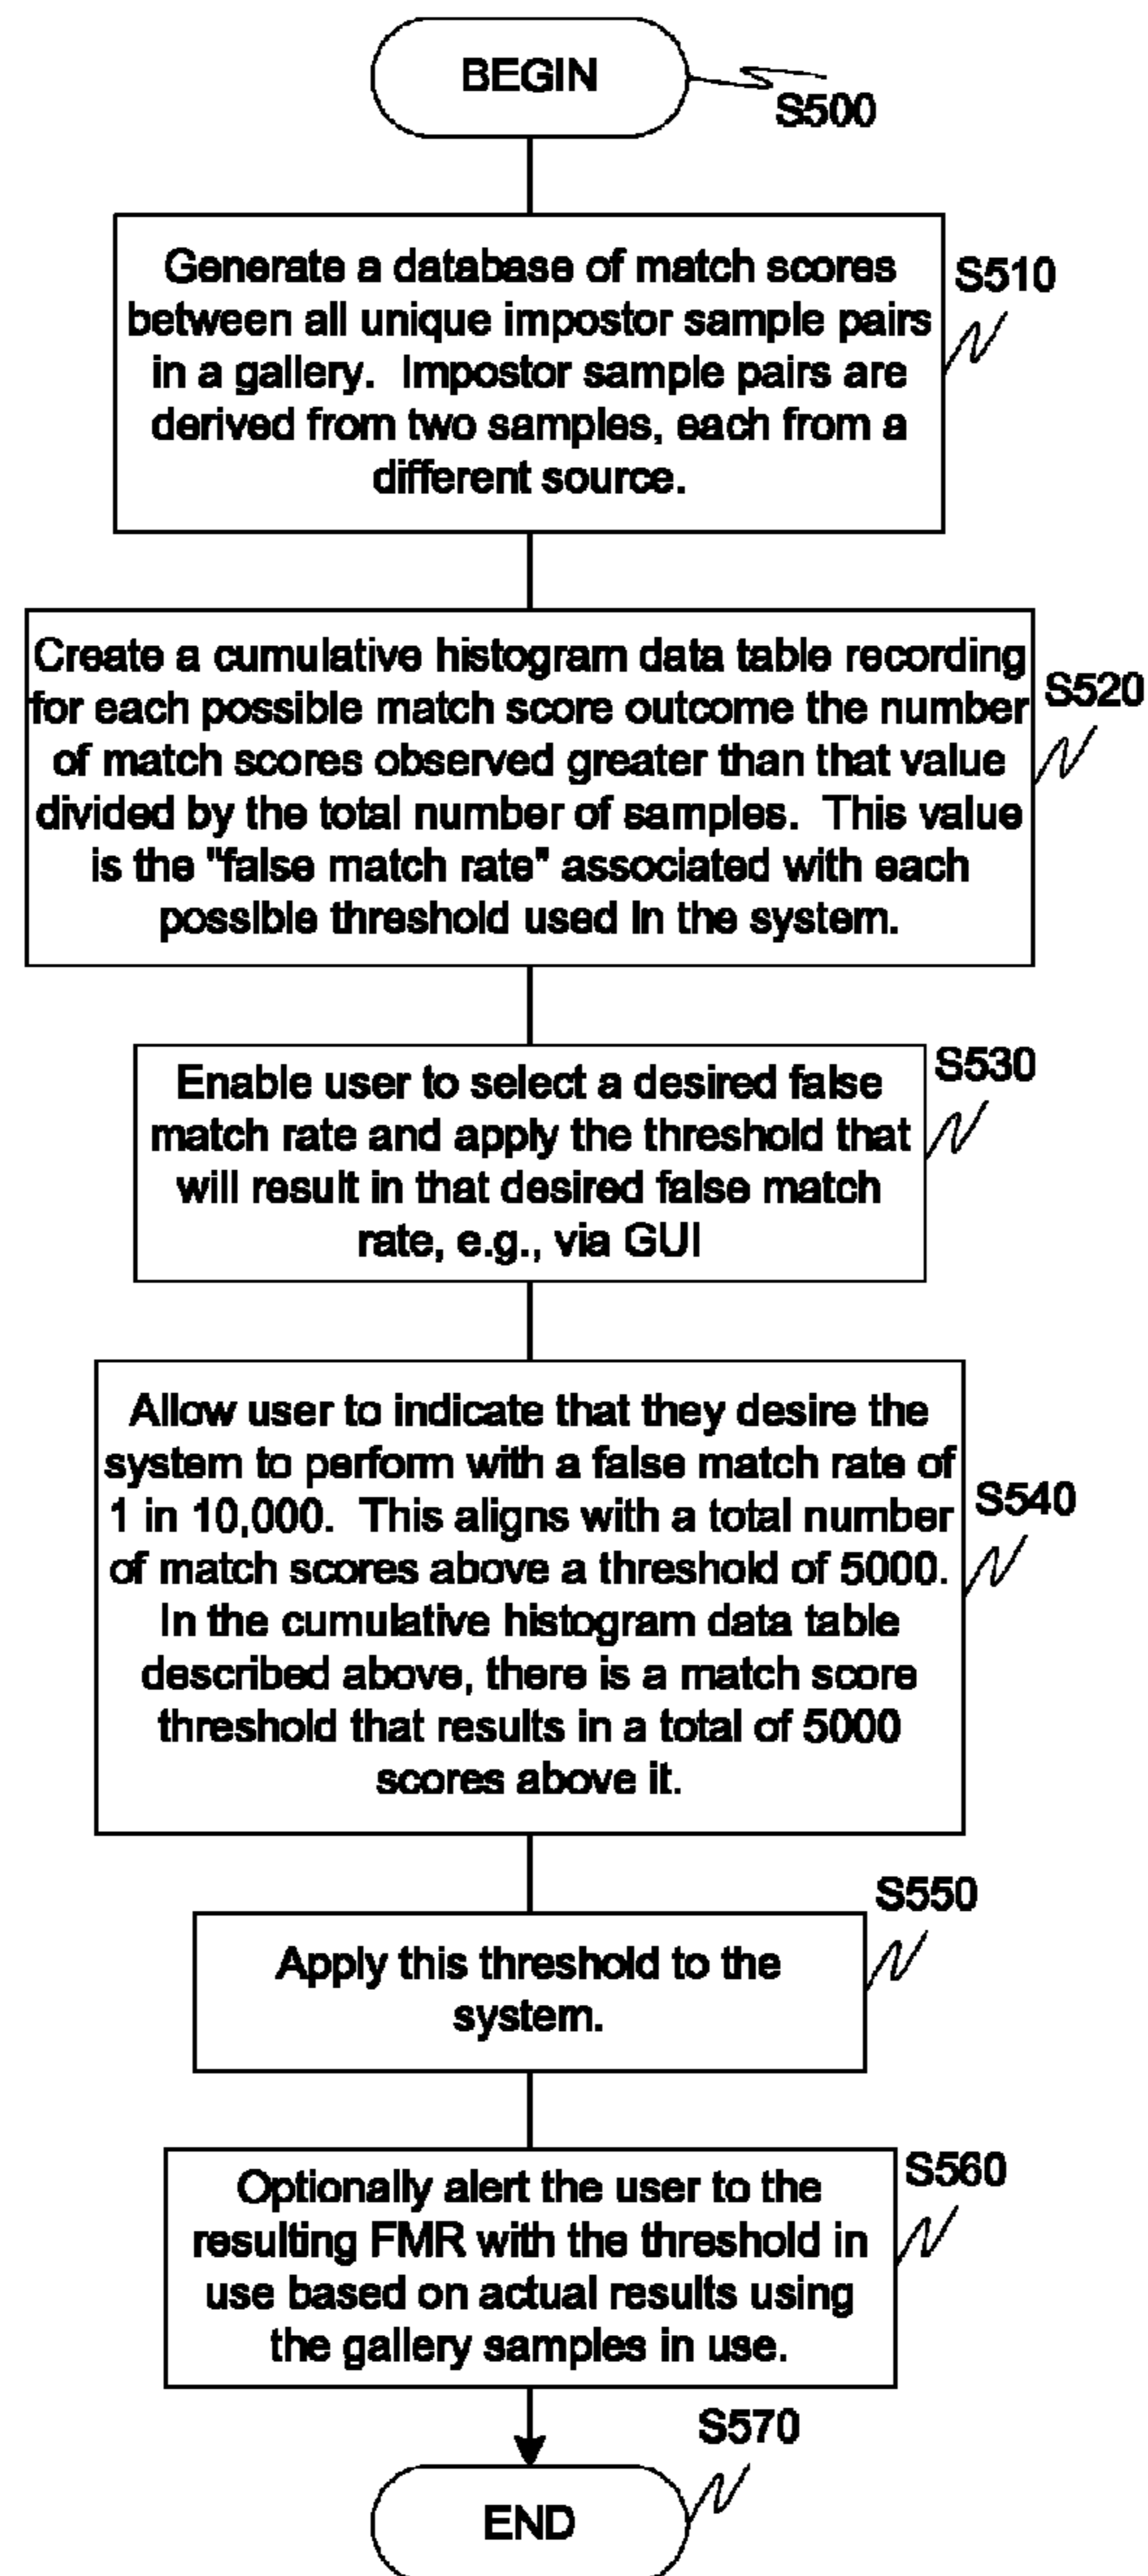 BEGIN
S500
Generate a database of match scores
between all unique impostor sample pairs
in a gallery. Impostor sample pairs are
derived from two samples, each from a
different source.
S510
Create a cumulative histogram data table recording
for each possible match score outcome the number
of match scores observed greater than that value
divided by the total number of samples. This value
is the "false match rate" associated with each
possible threshold used in the system.
S520
Enable user to select a desired false
match rate and apply the threshold that
will result in that desired false match
rate, e.g., via GUI
S530
Allow user to indicate that they desire the
system to perform with a false match rate of
1 in 10,000. This aligns with a total number
of match scores above a threshold of 5000.
In the cumulative histogram data table
described above, there is a match score
threshold that results in a total of 5000
scores above it.
S540
Apply this threshold to the
system.
S550
Optionally alert the user to the
resulting FMR with the threshold in
use based on actual results using
the gallery samples in use.
S560
END
S570